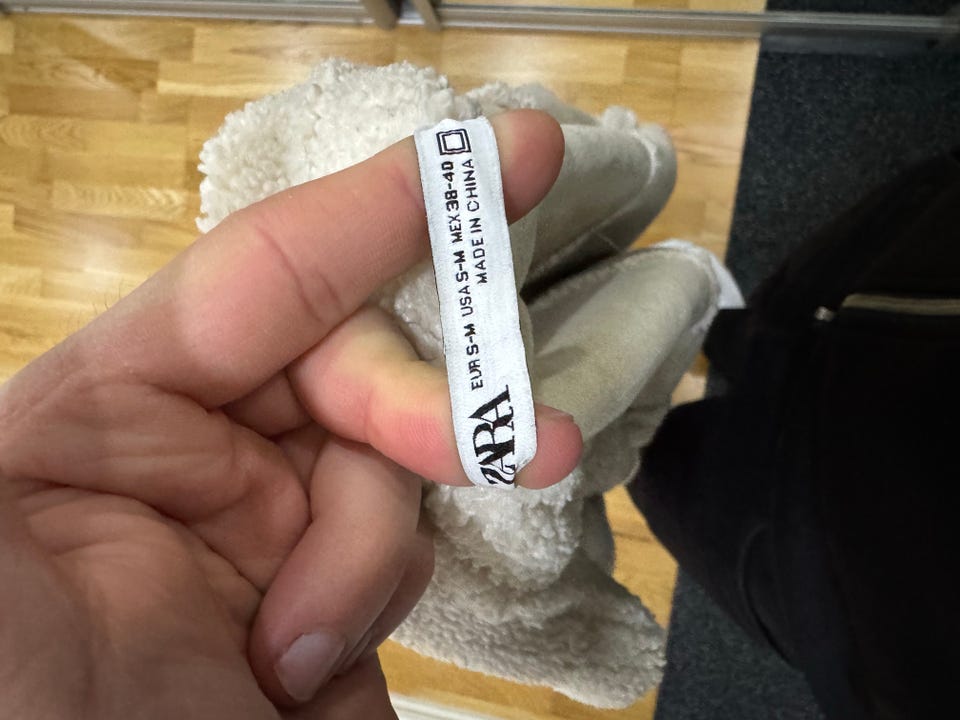 ZARA
EUR S-M USA S-M MEX 38-40
MADE IN CHINA